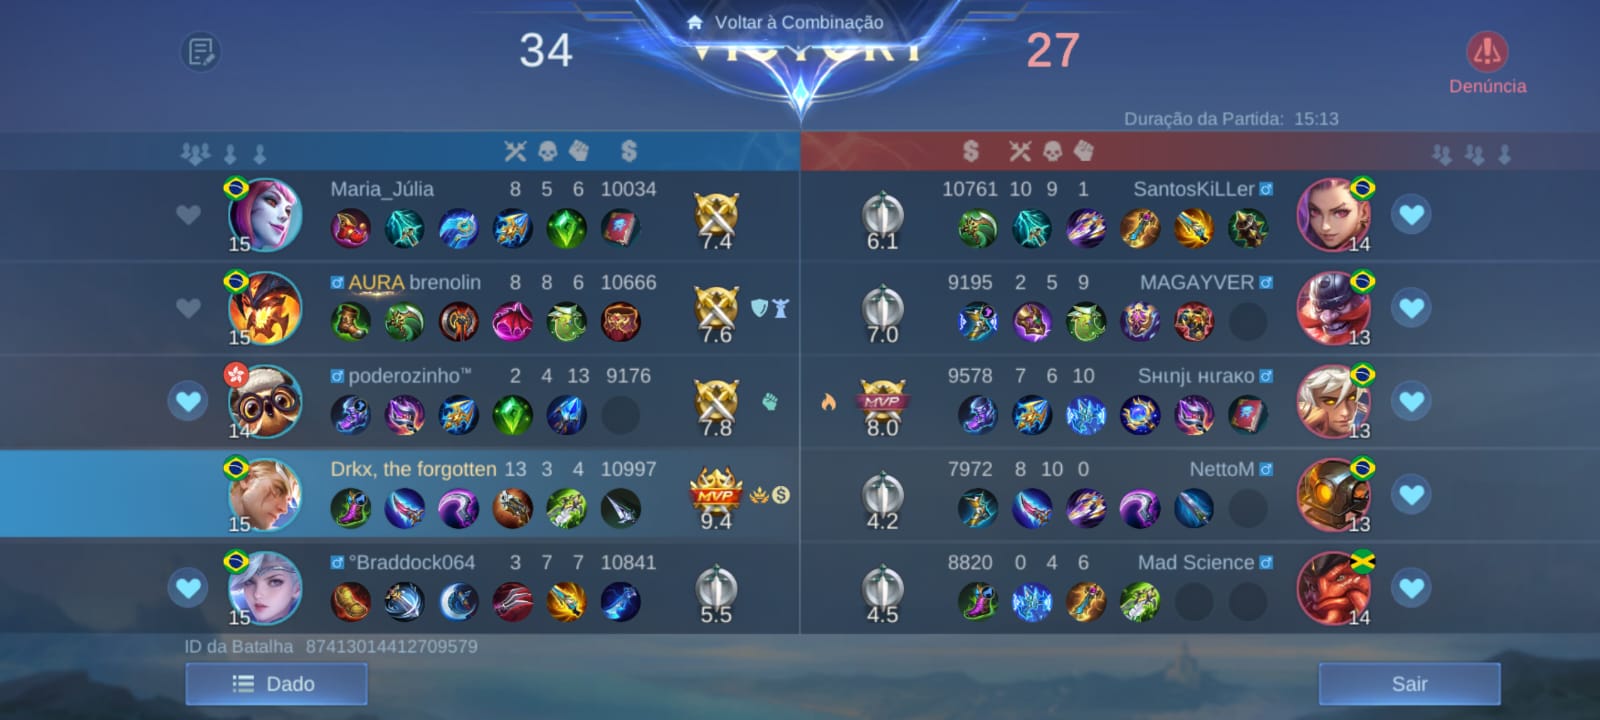 Voltar à Combinação
34 VICTORY 27
Denúncia
Duração da Partida: 15:13
Maria_Júlia 8 5 6 10034
15 7.4
10761 10 9 1 SantosKiLLer
6.1 14
AURA brenolin 8 8 6 10666
15 7.6
9195 2 5 9 MAGAYVER
7.0 13
poderozinho™ 2 4 13 9176
14 7.8
9578 7 6 10 Sнιnjι нιraκo
MVP
8.0 13
Drkx, the forgotten 13 3 4 10997
MVP
15 9.4
7972 8 10 0 NettoM
4.2 13
°Braddock064 3 7 7 10841
15 5.5
8820 0 4 6 Mad Science
4.5 14
ID da Batalha 87413014412709579
Dado
Sair